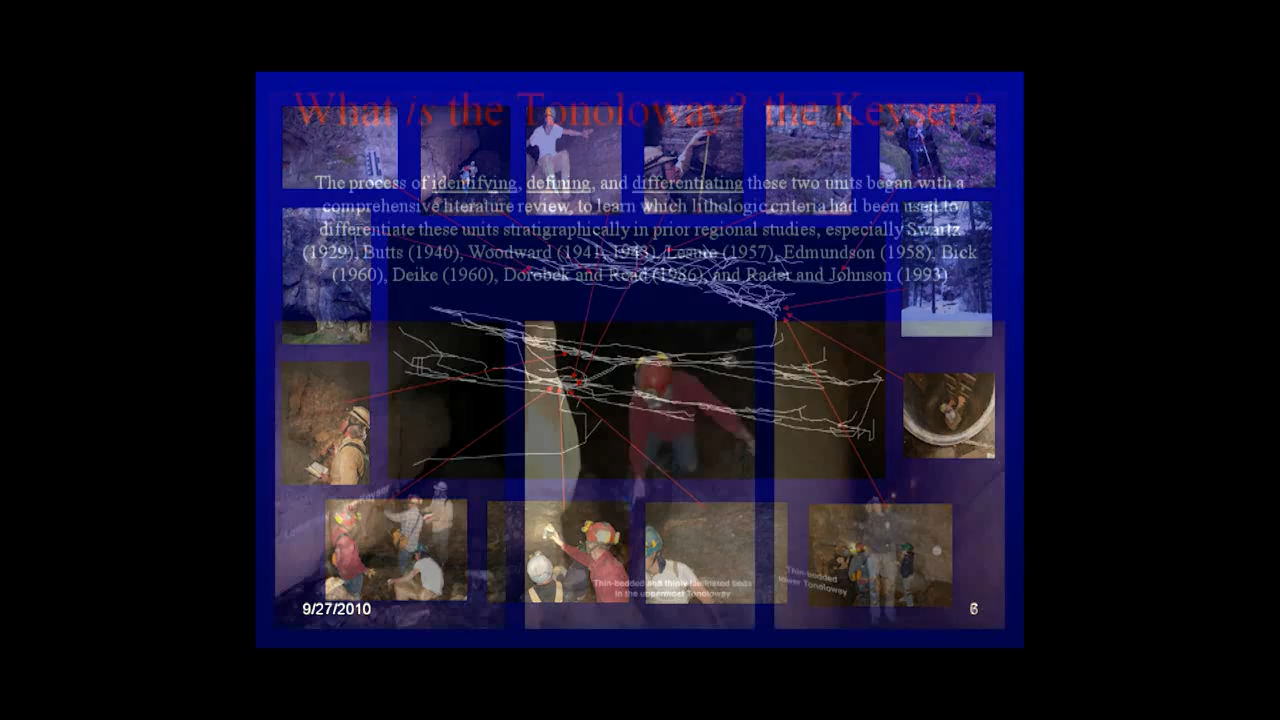 What is the Tonoloway? the Keyser?
The process of identifying, defining, and differentiating these two units began with a
comprehensive literature review, to learn which lithologic criteria had been used to
differentiate these units stratigraphically in prior regional studies, especially Swartz
(1929), Butts (1940), Woodward (1941, 1943), Lesure (1957), Edmundson (1958), Bick
(1960), Deike (1960), Dorobek and Read (1986), and Rader and Johnson (1993)
Keyser
Thin-bedded and thinly laminated beds
in the uppermost Tonoloway
Thin-bedded
lower Tonoloway
9/27/2010